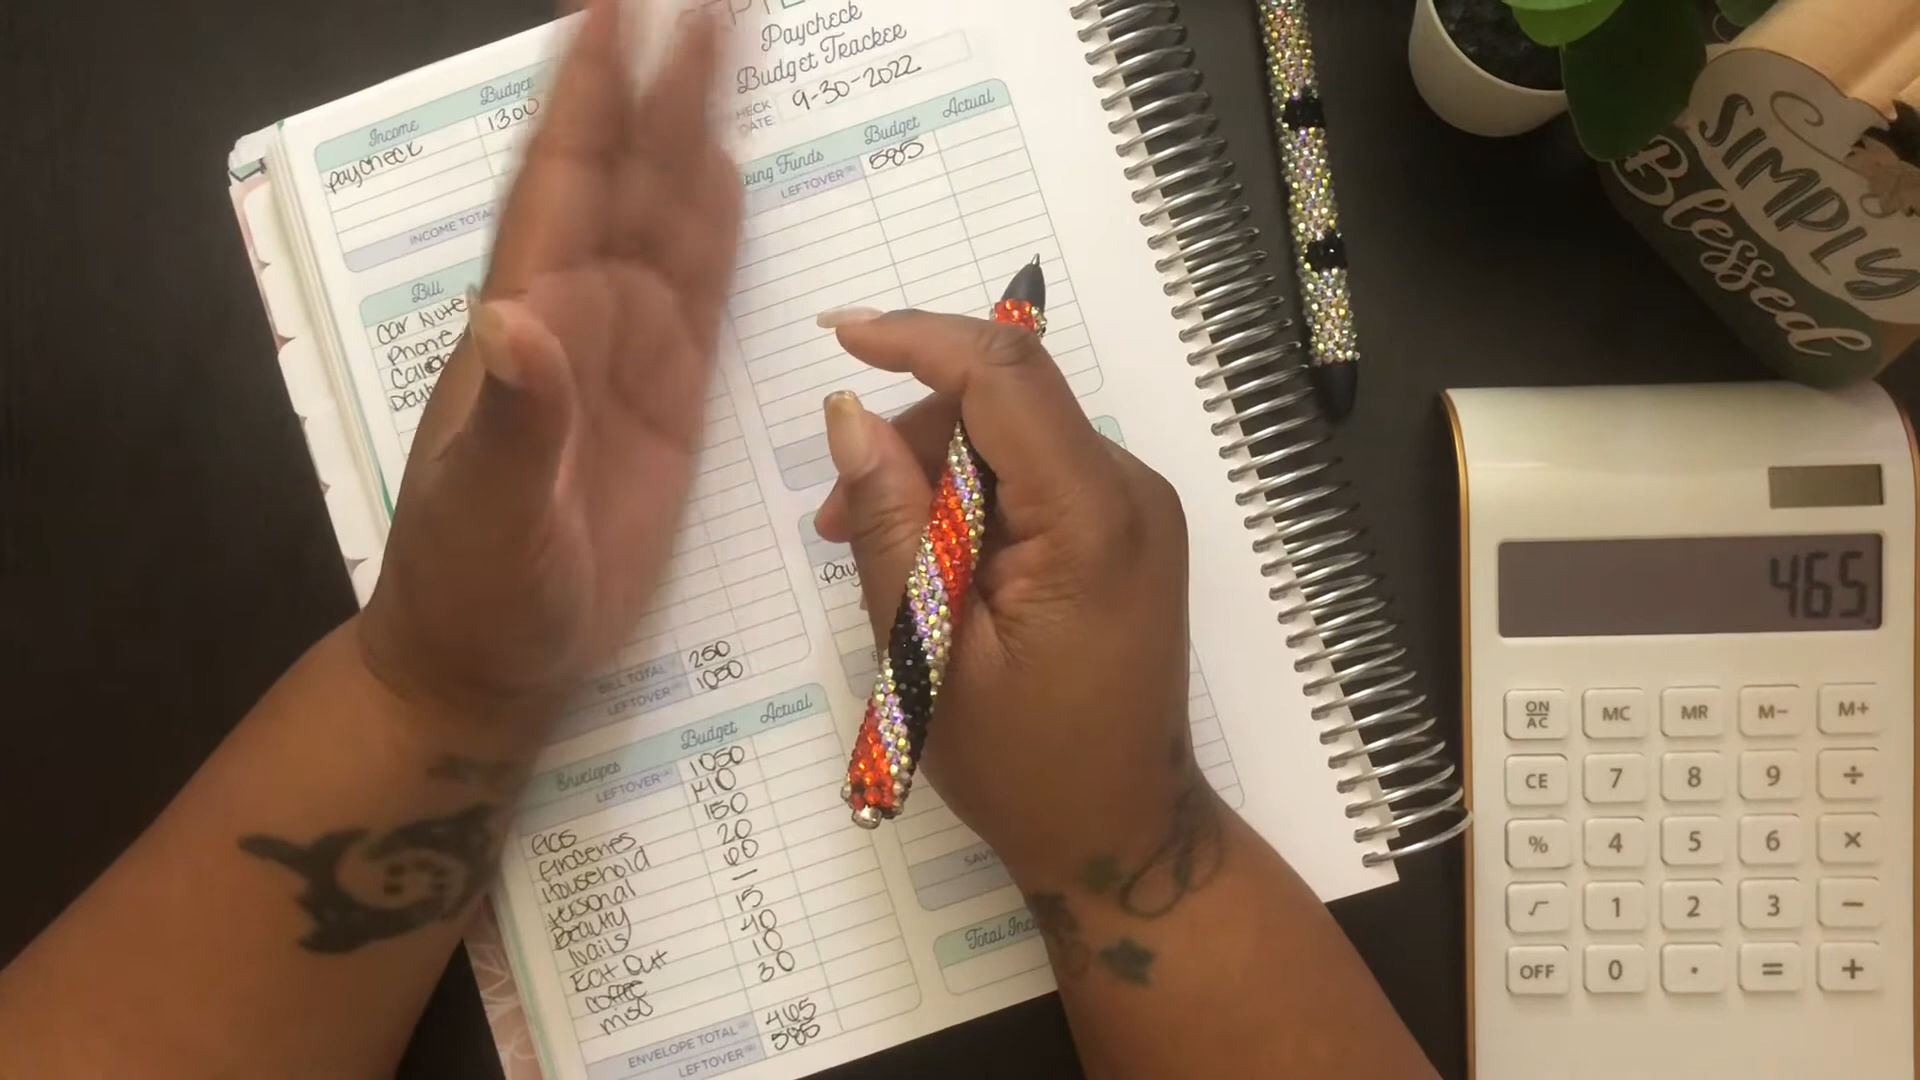 Paycheck
Budget Tracker
9-30-2022
DATE:
Income Budget
paycheck 1300
INCOME TOTAL
Bill
Car Note
Phone
BILL TOTAL 250
LEFTOVER 1050
Envelopes Budget Actual
LEFTOVER 1050
Gas 140
Groceries 150
Household 20
Personal 60
Beauty —
Nails 15
Eat Out 40
Coffee 10
misc 30
ENVELOPE TOTAL 465
LEFTOVER 585
Funds Budget Actual
LEFTOVER 585
Total
SIMPLY
Blessed
465
ON AC MC MR M− M+
CE 7 8 9 ÷
% 4 5 6 ×
√ 1 2 3 −
OFF 0 · = +